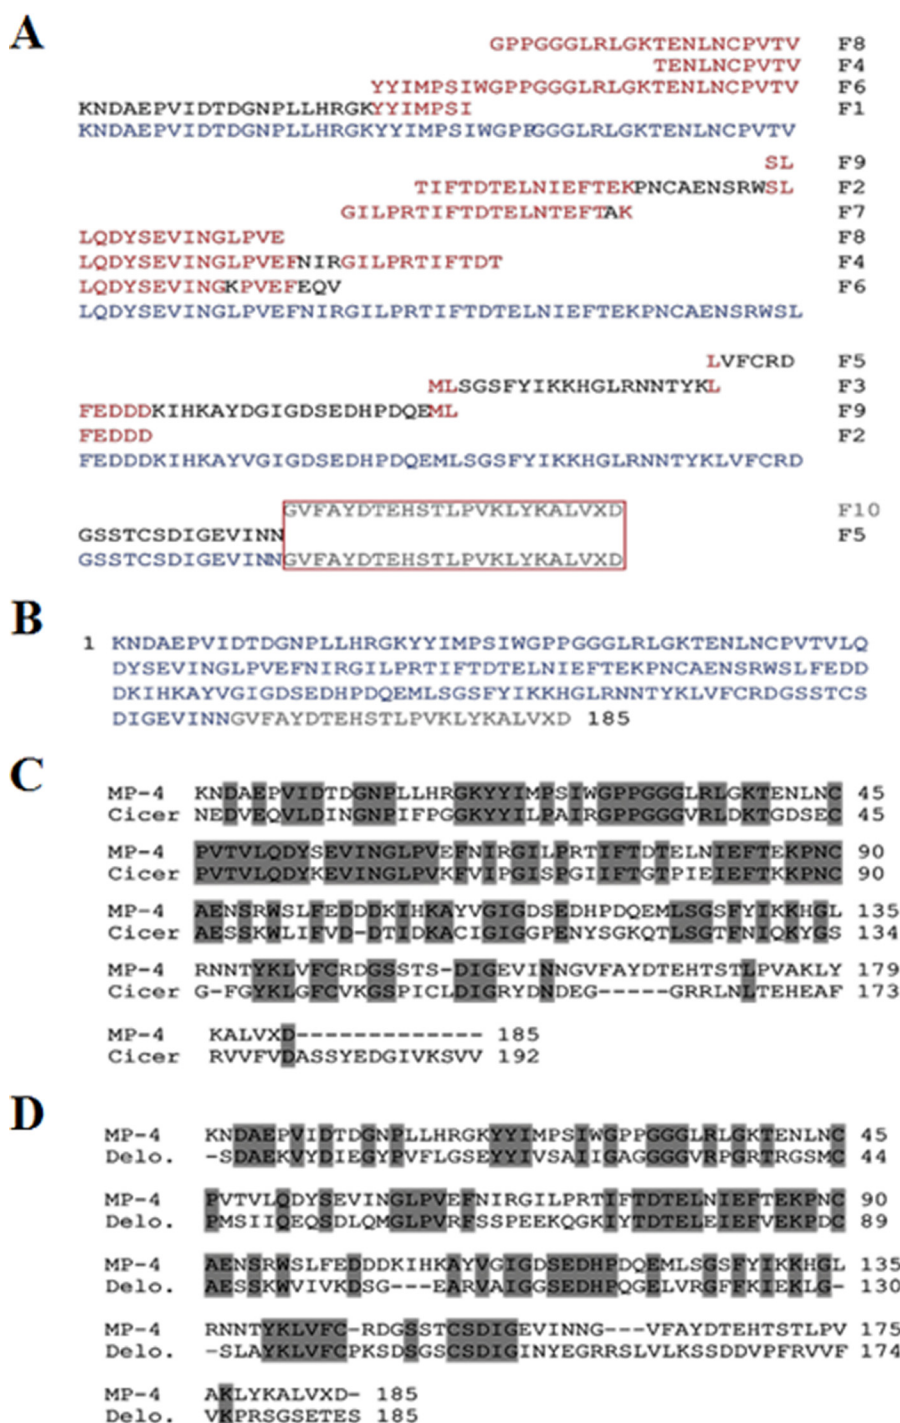 A
GPPGGGLRLGKTENLNCPVTV F8
TENLNCPVTV F4
YYIMPSIWGPPGGGLRLGKTENLNCPVTV F6
KNDAEPVIDTDGNPLLHRGKYYIMPSI F1
KNDAEPVIDTDGNPLLHRGKYYIMPSIWGPPGGGLRLGKTENLNCPVTV
SL F9
TIFTDTELNIEFTEKPNCAENSRWSL F2
GILPRTIFTDTELNTEFTAK F7
LQDYSEVINGLPVE F8
LQDYSEVINGLPVEFNIRGILPRTIFTDT F4
LQDYSEVINGKPVEFEQV F6
LQDYSEVINGLPVEFNIRGILPRTIFTDTELNIEFTEKPNCAENSRWSL
LVFCRD F5
MLSGSFYIKKHGLRNNTYKL F3
FEDDDKIHKAYDGIGDSEDHPDQEML F9
FEDDD F2
FEDDDKIHKAYVGIGDSEDHPDQEMLSGSFYIKKHGLRNNTYKLVFCRD
GVFAYDTEHSTLPVKLYKALVXD F10
GSSTCSDIGEVINN F5
GSSTCSDIGEVINNGVFAYDTEHSTLPVKLYKALVXD
B
1 KNDAEPVIDTDGNPLLHRGKYYIMPSIWGPPGGGLRLGKTENLNCPVTVLQ
DYSEVINGLPVEFNIRGILPRTIFTDTELNIEFTEKPNCAENSRWSLFEDD
DKIHKAYVGIGDSEDHPDQEMLSGSFYIKKHGLRNNTYKLVFCRDGSSTCS
DIGEVINNGVFAYDTEHSTLPVKLYKALVXD 185
C
MP-4 KNDAEPVIDTDGNPLLHRGKYYIMPSIWGPPGGGLRLGKTENLNC 45
Cicer NEDVEQVLDINGNPIFPGGKYYILPAIRGPPGGGVRLDKTGDSEC 45
MP-4 PVTVLQDYSEVINGLPVEFNIRGILPRTIFTDTELNIEFTEKPNC 90
Cicer PVTVLQDYKEVINGLPVKFVIPGISPGIIFTGTPIEIEFTKKPNC 90
MP-4 AENSRWSLFEDDDKIHKAYVGIGDSEDHPDQEMLSGSFYIKKHGL 135
Cicer AESSKWLIFVD-DTIDKACIGIGGPENYSGKQTLSGTFNIQKYGS 134
MP-4 RNNTYKLVFCRDGSSTS-DIGEVINNGVFAYDTEHTSTLPVAKLY 179
Cicer G-FGYKLGFCVKGSPICLDIGRYDNDEG-----GRRLNLTEHEAF 173
MP-4 KALVXD------------- 185
Cicer RVVFVDASSYEDGIVKSVV 192
D
MP-4 KNDAEPVIDTDGNPLLHRGKYYIMPSIWGPPGGGLRLGKTENLNC 45
Delo. -SDAEKVYDIEGYPVFLGSEYYIVSAIIGAGGGGVRPGRTRGSMC 44
MP-4 PVTVLQDYSEVINGLPVEFNIRGILPRTIFTDTELNIEFTEKPNC 90
Delo. PMSIIQEQSDLQMGLPVRFSSPEEKQGKIYTDTELEIEFVEKPDC 89
MP-4 AENSRWSLFEDDDKIHKAYVGIGDSEDHPDQEMLSGSFYIKKHGL 135
Delo. AESSKWVIVKDSG---EARVAIGGSEDHPQGELVRGFFKIEKLG- 130
MP-4 RNNTYKLVFC-RDGSSTCSDIGEVINNG---VFAYDTEHTSTLPV 175
Delo. -SLAYKLVFCPKSDSGSCSDIGINYEGRRSLVLKSSDDVPFRVVF 174
MP-4 AKLYKALVXD- 185
Delo. VKPRSGSETES 185